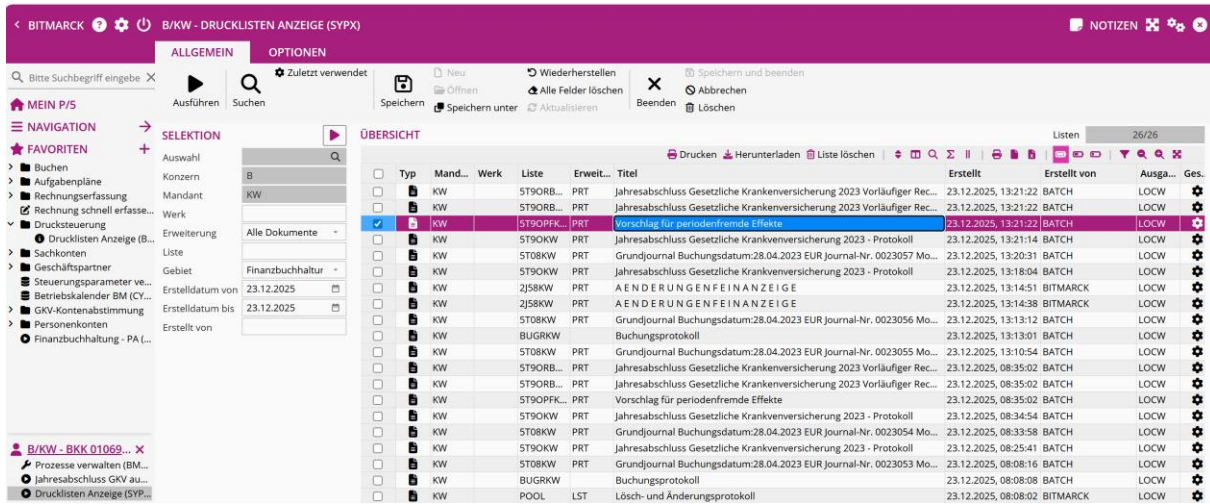 BITMARCK B/KW - DRUCKLISTEN ANZEIGE (SYPX) NOTIZEN
ALLGEMEIN OPTIONEN
Bitte Suchbegriff eingebe
MEIN P/5
NAVIGATION
FAVORITEN
Buchen
Aufgabenpläne
Rechnungserfassung
Rechnung schnell erfasse...
Drucksteuerung
Drucklisten Anzeige (B...
Sachkonten
Geschäftspartner
Steuerungsparameter ve...
Betriebskalender BM (CY...
GKV-Kontenabstimmung
Personenkonten
Finanzbuchhaltung - PA (...
B/KW - BKK 01069...
Prozesse verwalten (BM...
Jahresabschluss GKV au...
Drucklisten Anzeige (SYP...
Ausführen
Suchen
Zuletzt verwendet
Speichern
Neu
Öffnen
Speichern unter
Wiederherstellen
Alle Felder löschen
Aktualisieren
Beenden
Speichern und beenden
Abbrechen
Löschen
SELEKTION
Auswahl
Konzern B
Mandant KW
Werk
Erweiterung Alle Dokumente
Liste
Gebiet Finanzbuchhaltur
Erstelldatum von 23.12.2025
Erstelldatum bis 23.12.2025
Erstellt von
ÜBERSICHT Listen 26/26
Drucken Herunterladen Liste löschen
Typ Mand... Werk Liste Erweit... Titel Erstellt Erstellt von Ausga... Ges...
KW 5T9ORB... PRT Jahresabschluss Gesetzliche Krankenversicherung 2023 Vorläufiger Rec... 23.12.2025, 13:21:22 BATCH LOCW
KW 5T9ORB... PRT Jahresabschluss Gesetzliche Krankenversicherung 2023 Vorläufiger Rec... 23.12.2025, 13:21:22 BATCH LOCW
KW 5T9OPFK... PRT Vorschlag für periodenfremde Effekte 23.12.2025, 13:21:22 BATCH LOCW
KW 5T9OKW PRT Jahresabschluss Gesetzliche Krankvenversicherung 2023 - Protokoll 23.12.2025, 13:21:14 BATCH LOCW
KW 5T08KW PRT Grundjournal Buchungsdatum:28.04.2023 EUR Journal-Nr. 0023057 Mo... 23.12.2025, 13:20:31 BATCH LOCW
KW 5T9OKW PRT Jahresabschluss Gesetzliche Krankvenversicherung 2023 - Protokoll 23.12.2025, 13:18:04 BATCH LOCW
KW 2J58KW PRT A E N D E R U N G E N F E I N A N Z E I G E 23.12.2025, 13:14:51 BITMARCK LOCW
KW 2J58KW PRT A E N D E R U N G E N F E I N A N Z E I G E 23.12.2025, 13:14:38 BITMARCK LOCW
KW 5T08KW PRT Grundjournal Buchungsdatum:28.04.2023 EUR Journal-Nr. 0023056 Mo... 23.12.2025, 13:13:12 BATCH LOCW
KW BUGRKW Buchungsprotokoll 23.12.2025, 13:13:01 BATCH LOCW
KW 5T08KW PRT Grundjournal Buchungsdatum:28.04.2023 EUR Journal-Nr. 0023055 Mo... 23.12.2025, 13:10:54 BATCH LOCW
KW 5T9ORB... PRT Jahresabschluss Gesetzliche Krankenversicherung 2023 Vorläufiger Rec... 23.12.2025, 08:35:02 BATCH LOCW
KW 5T9ORB... PRT Jahresabschluss Gesetzliche Krankenversicherung 2023 Vorläufiger Rec... 23.12.2025, 08:35:02 BATCH LOCW
KW 5T9OPFK... PRT Vorschlag für periodenfremde Effekte 23.12.2025, 08:35:02 BATCH LOCW
KW 5T9OKW PRT Jahresabschluss Gesetzliche Krankvenversicherung 2023 - Protokoll 23.12.2025, 08:34:54 BATCH LOCW
KW 5T08KW PRT Grundjournal Buchungsdatum:28.04.2023 EUR Journal-Nr. 0023054 Mo... 23.12.2025, 08:33:58 BATCH LOCW
KW 5T9OKW PRT Jahresabschluss Gesetzliche Krankvenversicherung 2023 - Protokoll 23.12.2025, 08:25:41 BATCH LOCW
KW 5T08KW PRT Grundjournal Buchungsdatum:28.04.2023 EUR Journal-Nr. 0023053 Mo... 23.12.2025, 08:08:16 BATCH LOCW
KW BUGRKW Buchungsprotokoll 23.12.2025, 08:08:08 BATCH LOCW
KW POOL LST Lösch- und Änderungsprotokoll 23.12.2025, 08:08:02 BITMARCK LOCW